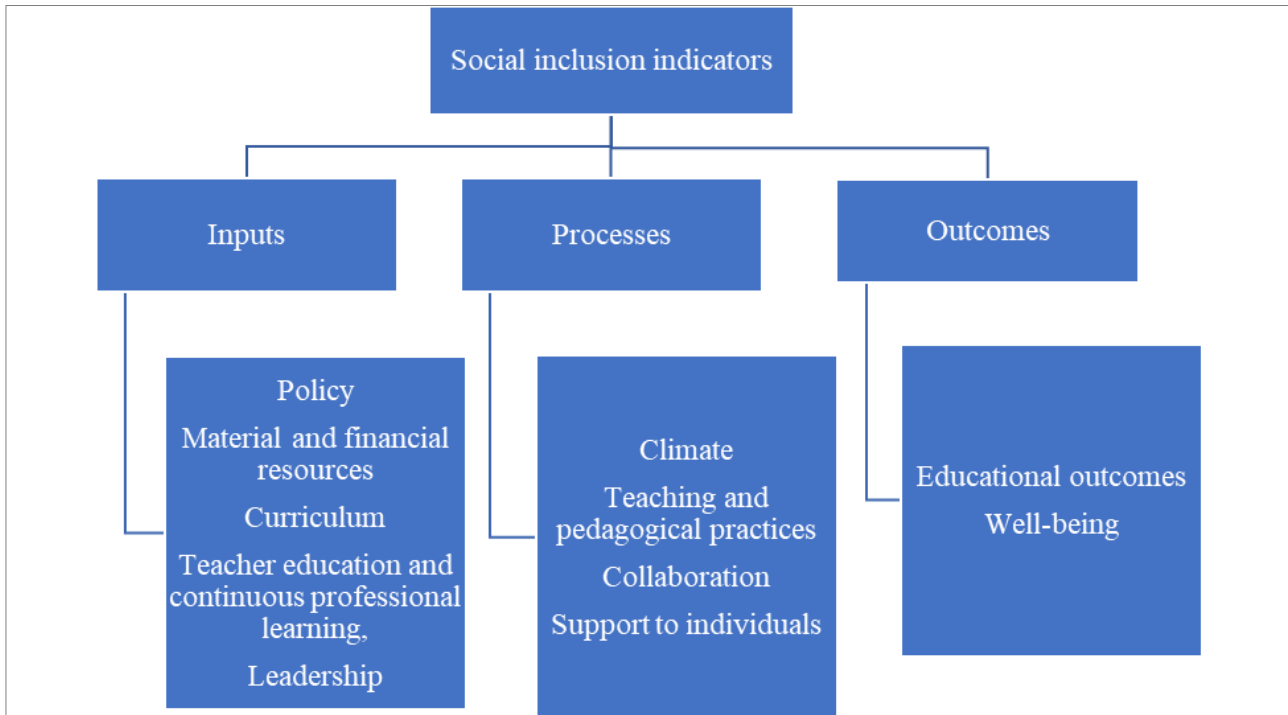 Social inclusion indicators
Inputs
Processes
Outcomes
Policy
Material and financial
resources
Curriculum
Teacher education and
continuous professional
learning,
Leadership
Climate
Teaching and
pedagogical practices
Collaboration
Support to individuals
Educational outcomes
Well-being